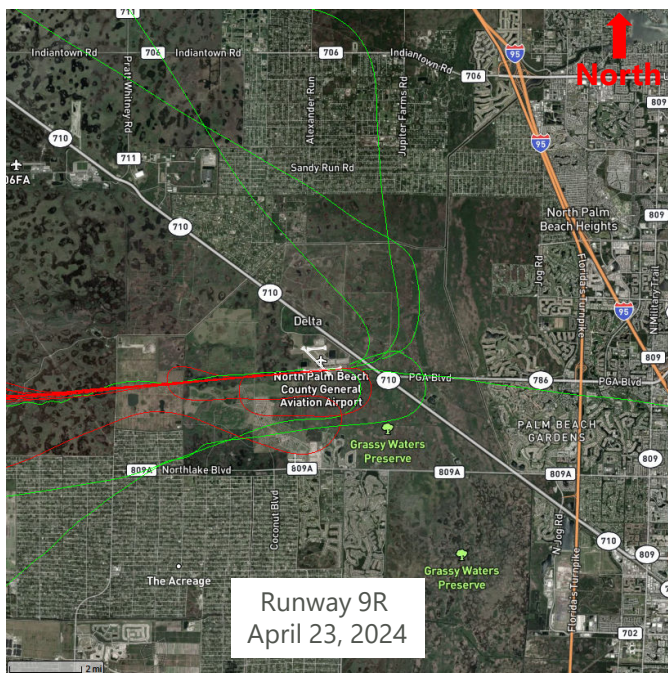 711
Indiantown Rd
706
Indiantown Rd
706
Indiantown Rd
706
95
North
Pratt Whitney Rd
Alexander Run
Jupiter Farms Rd
710
711
06FA
Sandy Run Rd
95
809
710
North Palm
Beach Heights
Jog Rd
Florida's Turnpike
N Military Trail
710
Delta
95
809
North Palm Beach
County General
Aviation Airport
710
PGA Blvd
786
PGA Blvd
809
PALM BEACH
GARDENS
Grassy Waters
Preserve
809A
Northlake Blvd
809A
809A
809A
809
Coconut Blvd
N Jog Rd
710
809
The Acreage
Grassy Waters
Preserve
Florida's Turnpike
702
Runway 9R
April 23, 2024
2 mi